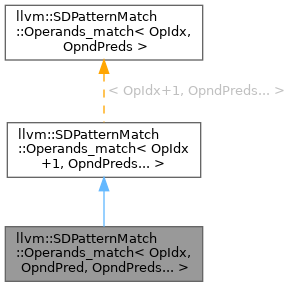 llvm::SDPatternMatch
::Operands_match< OpIdx,
OpndPreds >
< OpIdx+1, OpndPreds... >
llvm::SDPatternMatch
::Operands_match< OpIdx
+1, OpndPreds... >
llvm::SDPatternMatch
::Operands_match< OpIdx,
OpndPred, OpndPreds... >